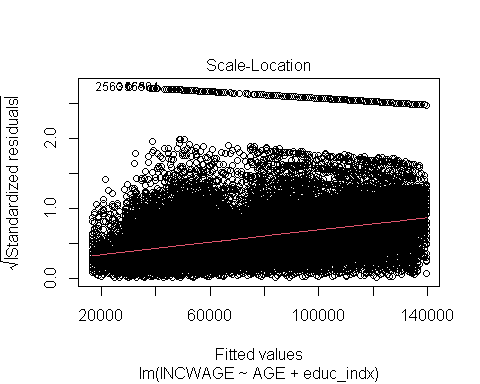 Scale-Location
√|Standardized residuals|
2.0
1.0
0.0
20000 60000 100000 140000
Fitted values
lm(INCWAGE ~ AGE + educ_indx)